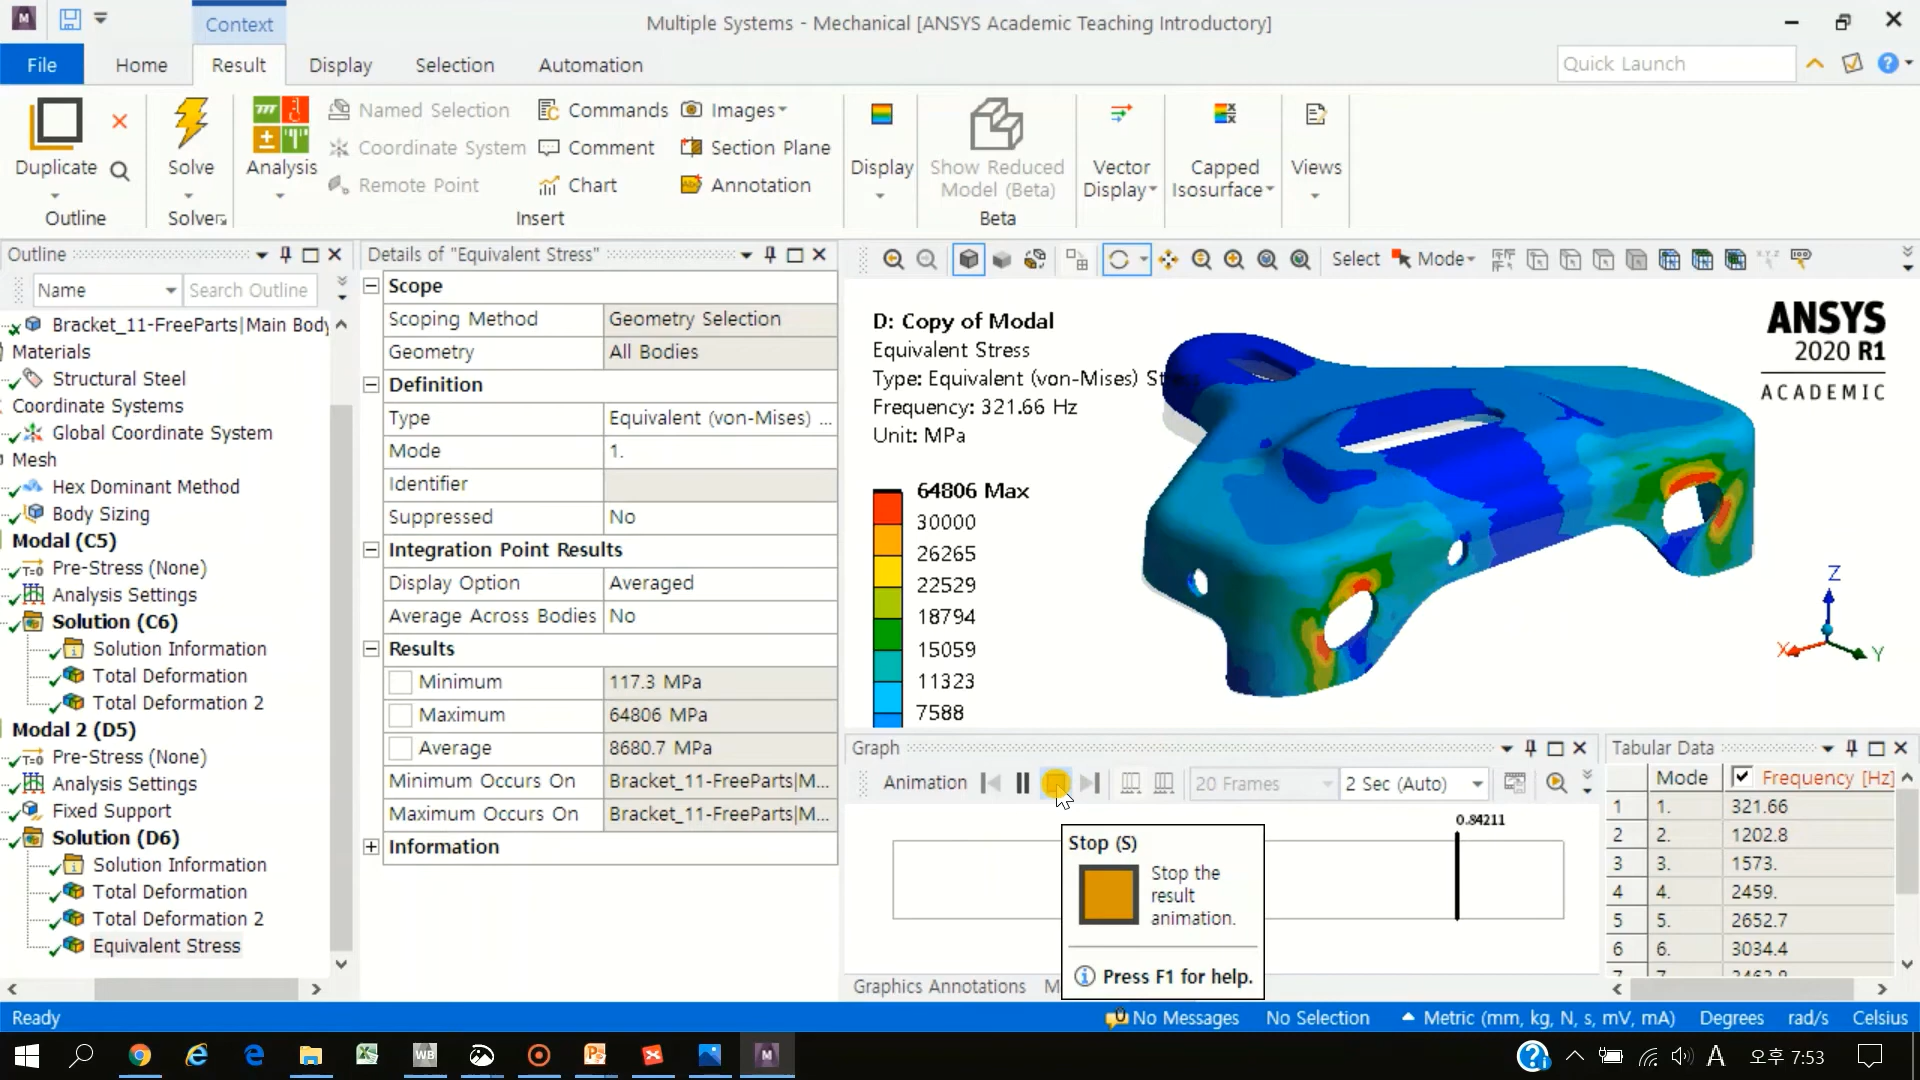 Context
Multiple Systems - Mechanical [ANSYS Academic Teaching Introductory]
File
Home
Result
Display
Selection
Automation
Quick Launch
Duplicate
Outline
Solve
Solver
Analysis
Named Selection
Coordinate System
Remote Point
Commands
Comment
Chart
Images
Section Plane
Annotation
Insert
Display
Show Reduced
Model (Beta)
Beta
Vector
Display
Capped
Isosurface
Views
Outline
Name
Search Outline
Bracket_11-FreeParts|Main Body
Materials
Structural Steel
Coordinate Systems
Global Coordinate System
Mesh
Hex Dominant Method
Body Sizing
Modal (C5)
Pre-Stress (None)
Analysis Settings
Solution (C6)
Solution Information
Total Deformation
Total Deformation 2
Modal 2 (D5)
Pre-Stress (None)
Analysis Settings
Fixed Support
Solution (D6)
Solution Information
Total Deformation
Total Deformation 2
Equivalent Stress
Details of "Equivalent Stress"
Scope
Scoping Method Geometry Selection
Geometry All Bodies
Definition
Type Equivalent (von-Mises) ...
Mode 1.
Identifier
Suppressed No
Integration Point Results
Display Option Averaged
Average Across Bodies No
Results
Minimum 117.3 MPa
Maximum 64806 MPa
Average 8680.7 MPa
Minimum Occurs On Bracket_11-FreeParts|M...
Maximum Occurs On Bracket_11-FreeParts|M...
Information
Select
Mode
D: Copy of Modal
Equivalent Stress
Type: Equivalent (von-Mises) St
Frequency: 321.66 Hz
Unit: MPa
64806 Max
30000
26265
22529
18794
15059
11323
7588
ANSYS
2020 R1
ACADEMIC
Z
X
Y
Graph
Animation
20 Frames
2 Sec (Auto)
0.84211
Stop (S)
Stop the
result
animation.
Press F1 for help.
Graphics Annotations M
Tabular Data
Mode Frequency [Hz]
1 1. 321.66
2 2. 1202.8
3 3. 1573.
4 4. 2459.
5 5. 2652.7
6 6. 3034.4
Ready
No Messages
No Selection
Metric (mm, kg, N, s, mV, mA)
Degrees
rad/s
Celsius
WB
M
A
오후 7:53